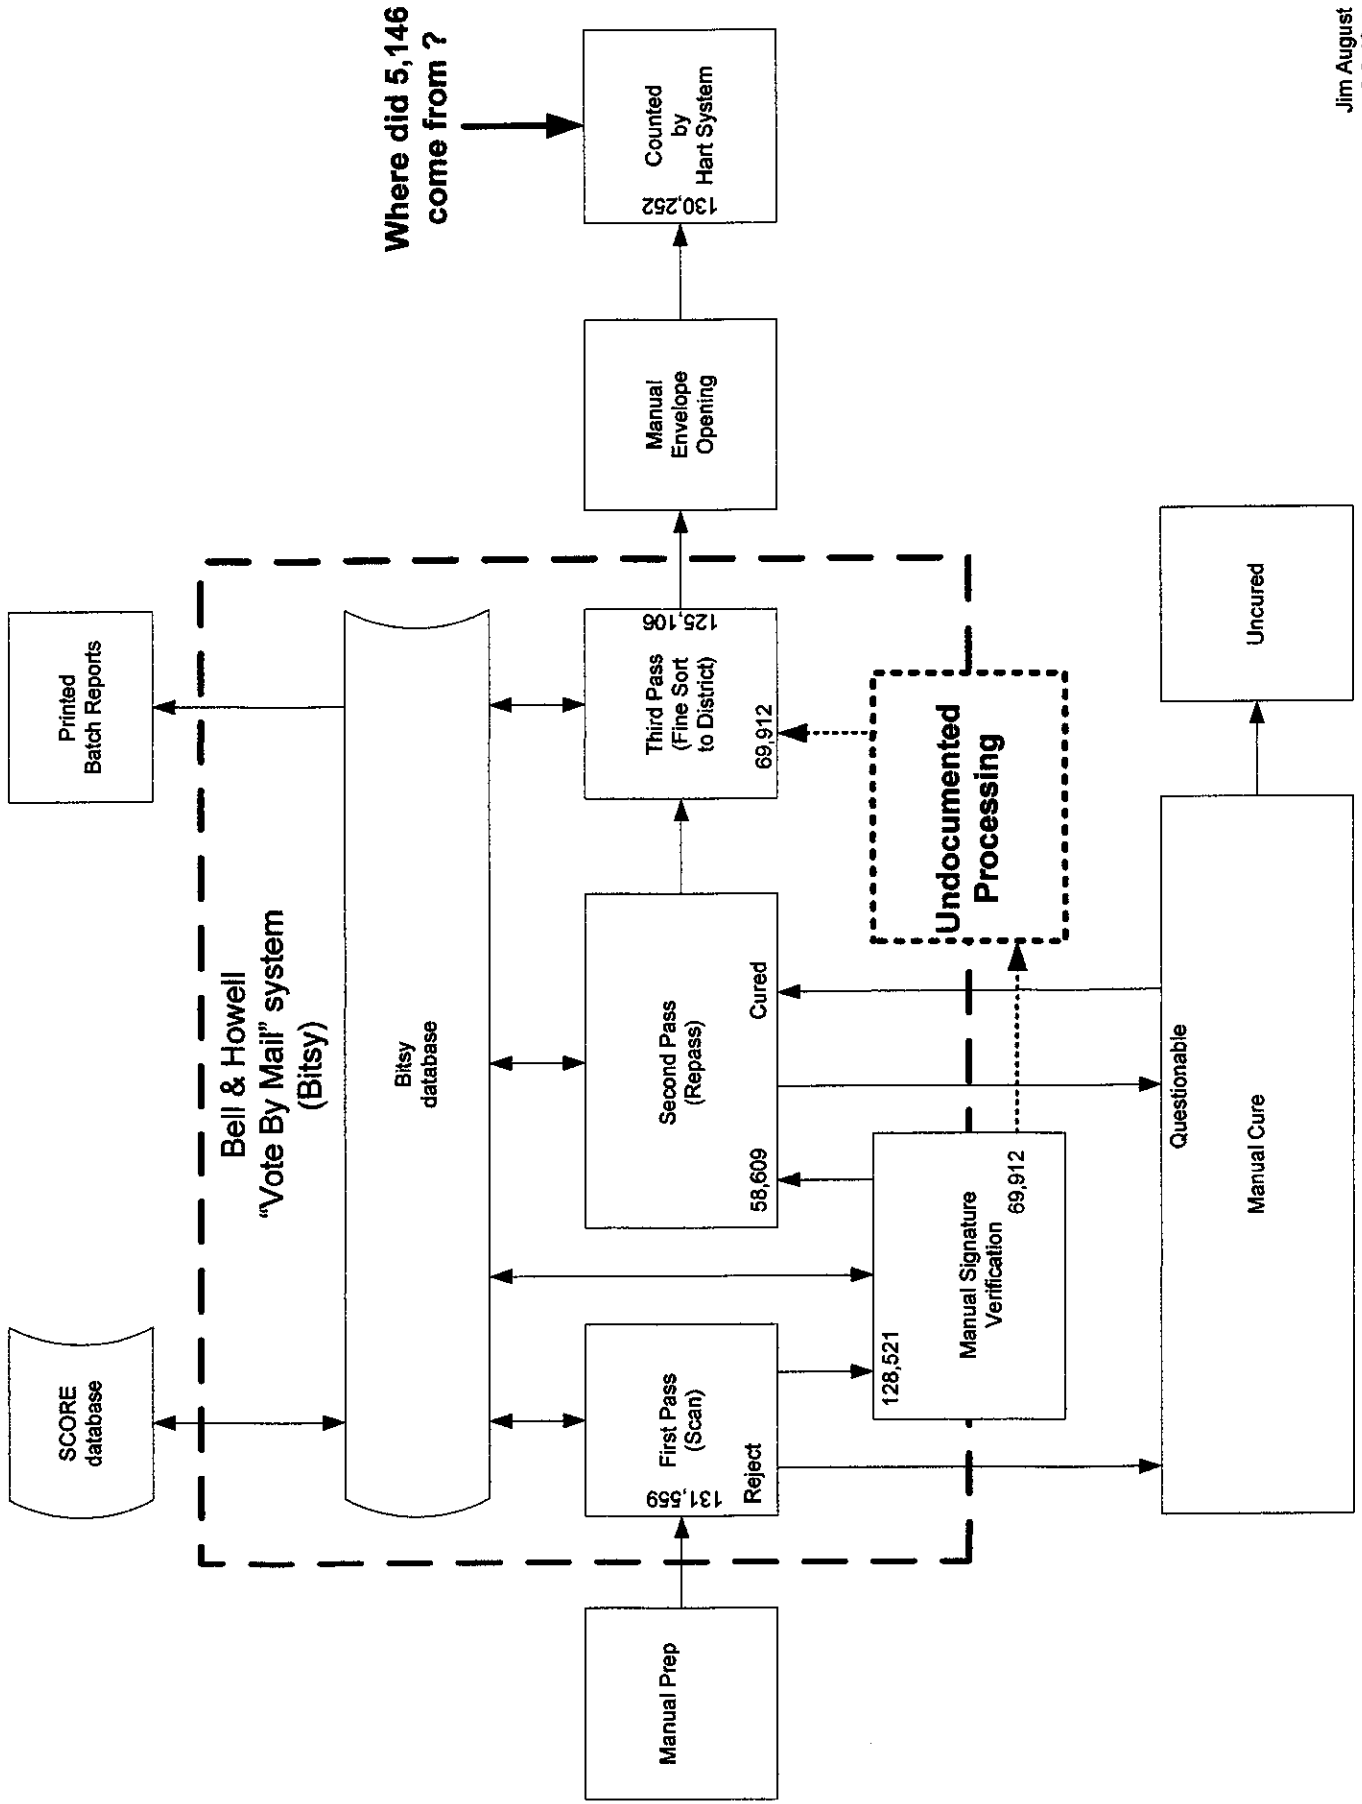 SCORE
database
Printed
Batch Reports
Bell & Howell
“Vote By Mail” system
(Bitsy)
Bitsy
database
Where did 5,146
come from ?
Manual Prep
131,559
First Pass
(Scan)
Reject
Second Pass
(Repass)
58,609
Cured
Third Pass
(Fine Sort
to District)
125,106
69,912
Manual
Envelope
Opening
130,252
Counted
by
Hart System
128,521
Manual Signature
Verification
69,912
Undocumented
Processing
Questionable
Manual Cure
Uncured
Jim August